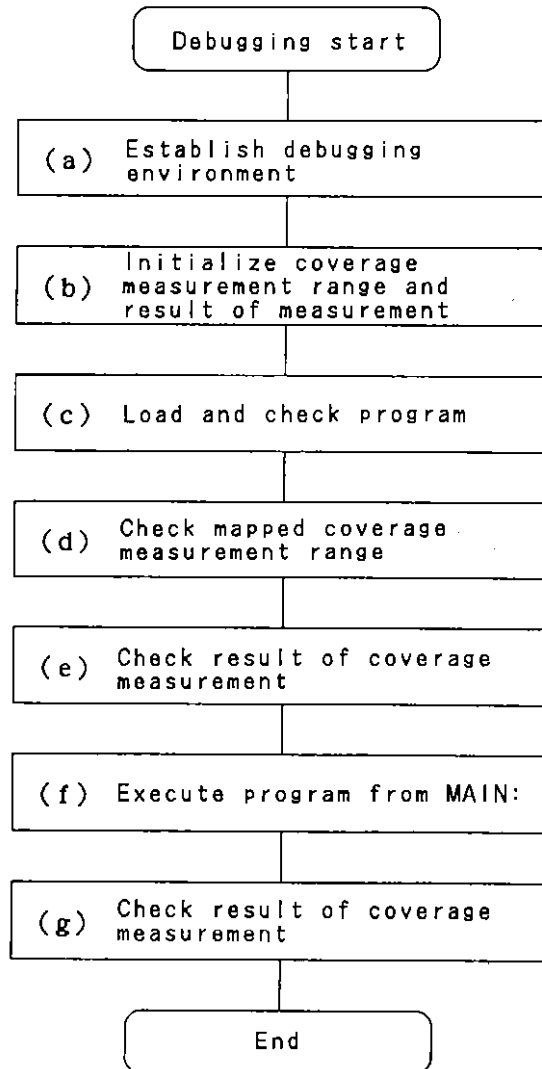 Debugging start
(a) Establish debugging
environment
(b) Initialize coverage
measurement range and
result of measurement
(c) Load and check program
(d) Check mapped coverage
measurement range
(e) Check result of coverage
measurement
(f) Execute program from MAIN:
(g) Check result of coverage
measurement
End